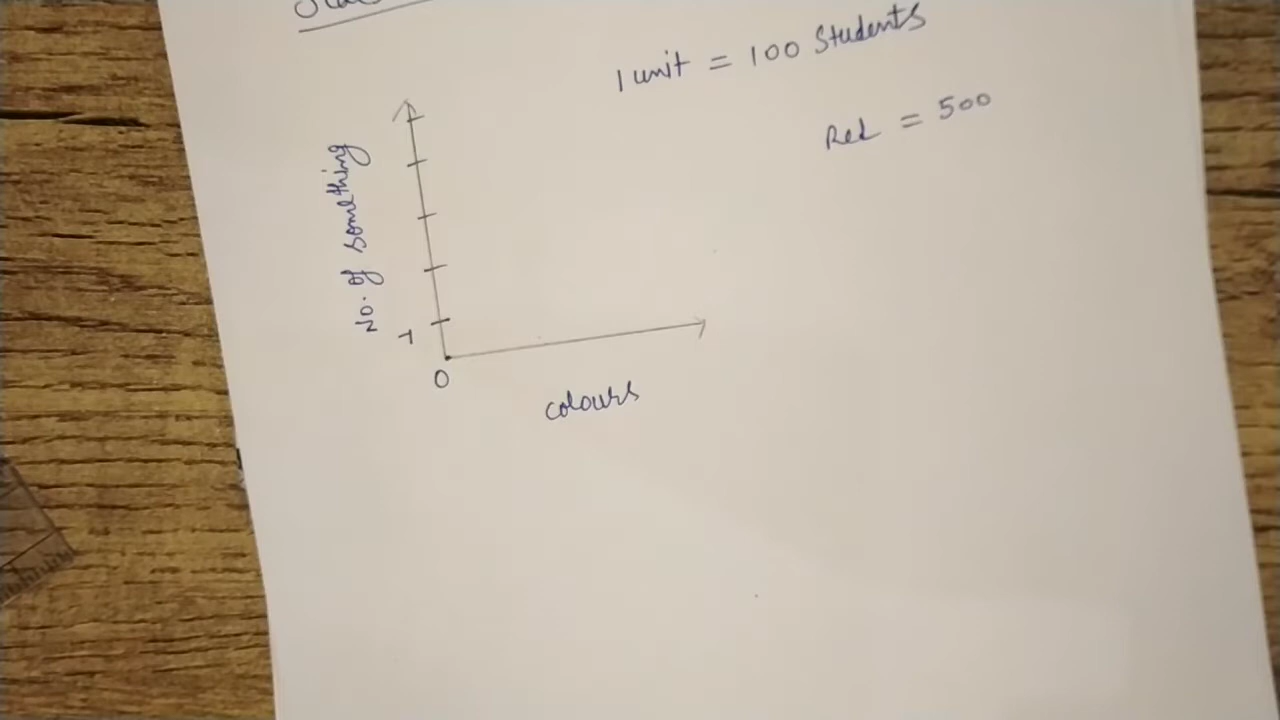 1 unit = 100 Students
Red = 500
No. of something
1
0
colours